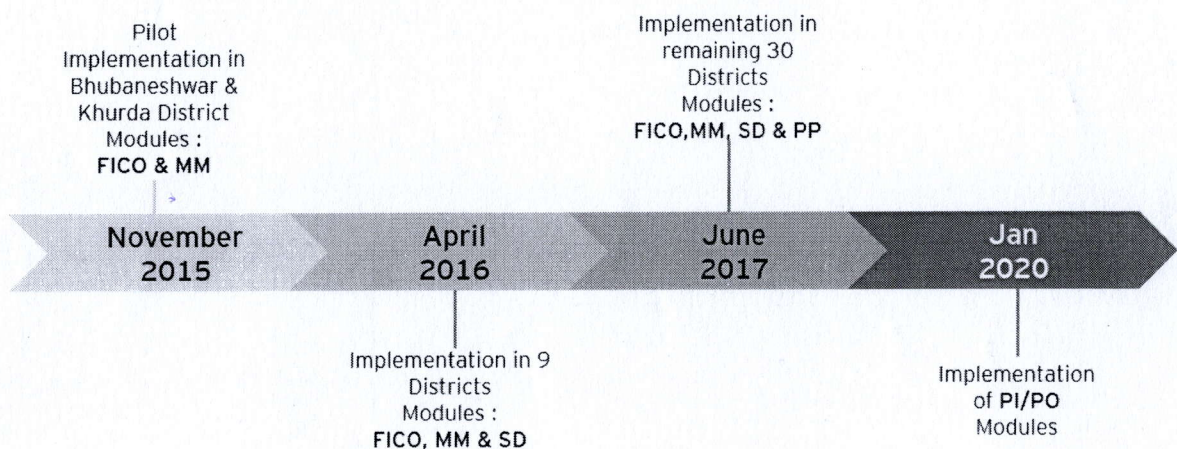 Pilot
Implementation in
Bhubaneshwar &
Khurda District
Modules :
FICO & MM
Implementation in
remaining 30
Districts
Modules :
FICO,MM, SD & PP
November
2015
April
2016
June
2017
Jan
2020
Implementation in 9
Districts
Modules :
FICO, MM & SD
Implementation
of PI/PO
Modules